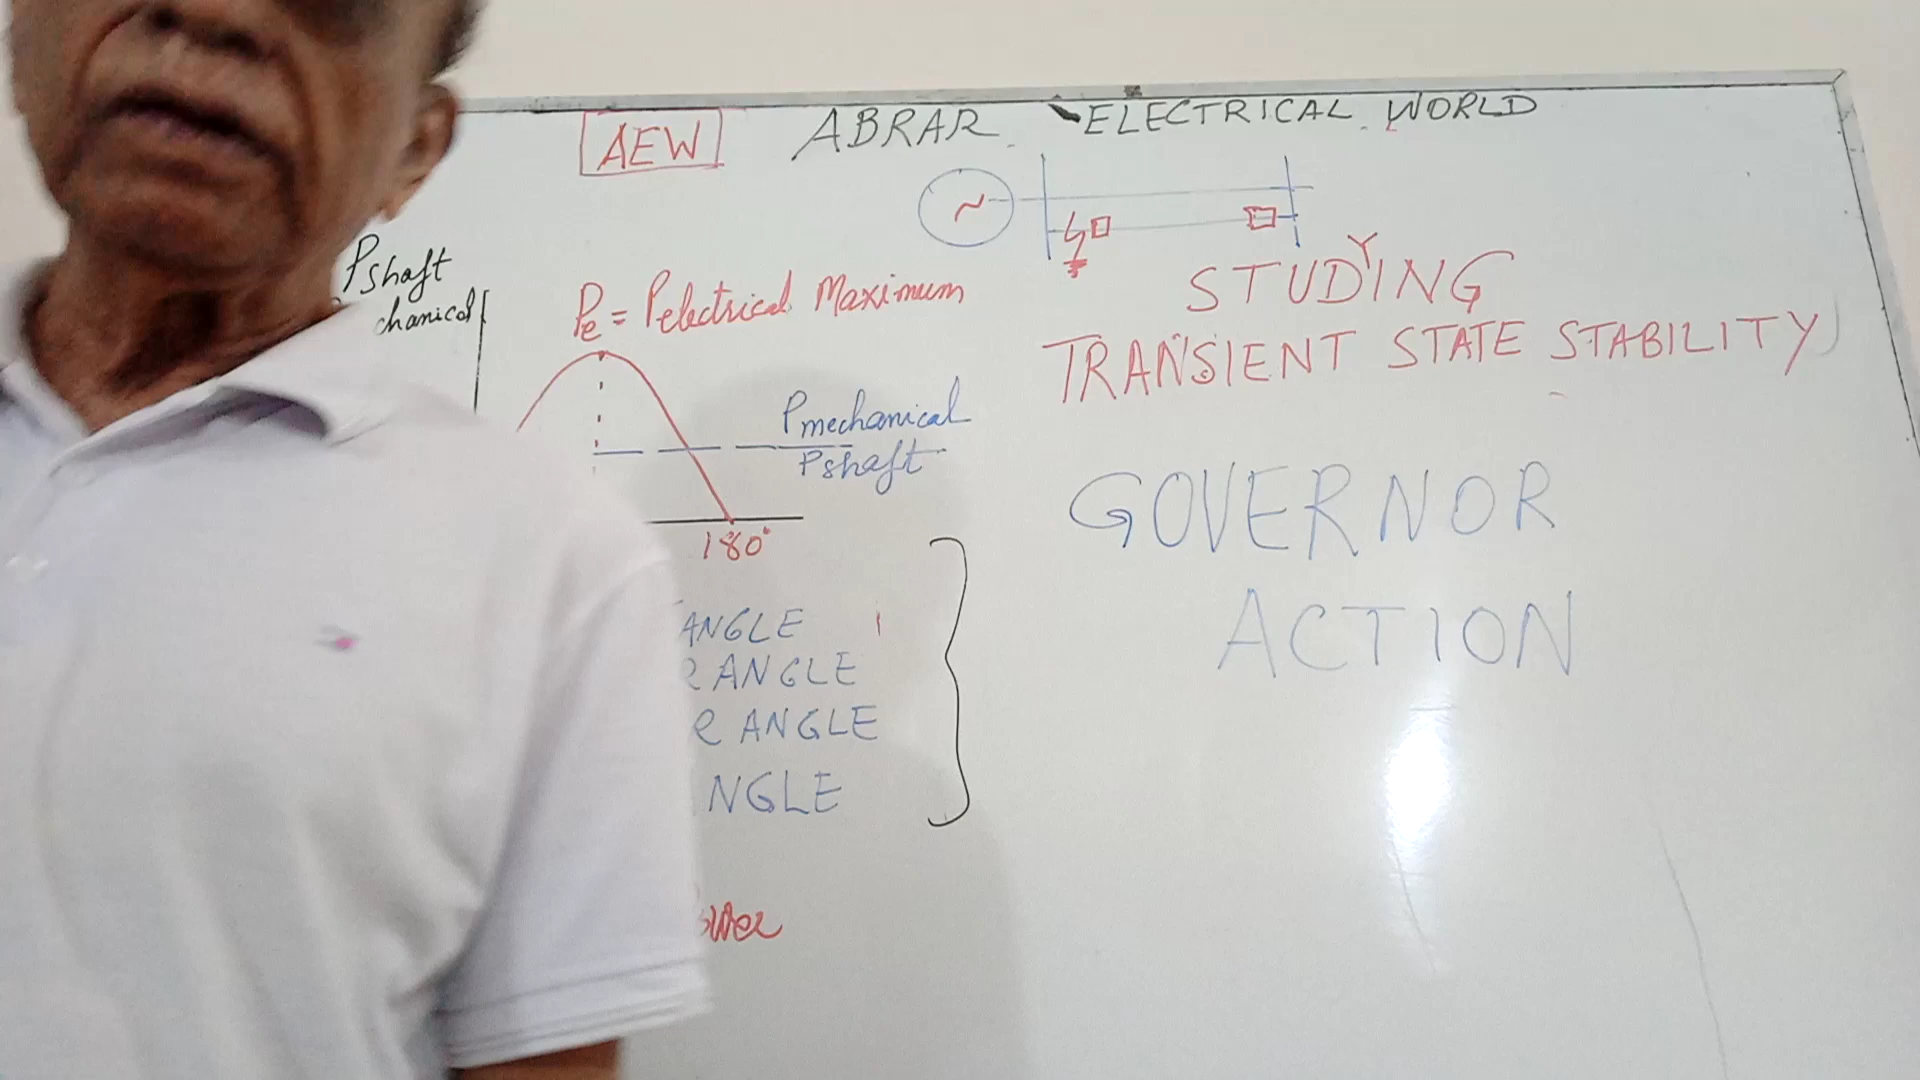 AEW ABRAR ELECTRICAL WORLD
Pshaft
chanical
Pe = Pelectrical Maximum
Pmechanical
Pshaft
180°
ANGLE
R ANGLE
R ANGLE
NGLE
STUDYING
TRANSIENT STATE STABILITY
GOVERNOR
ACTION